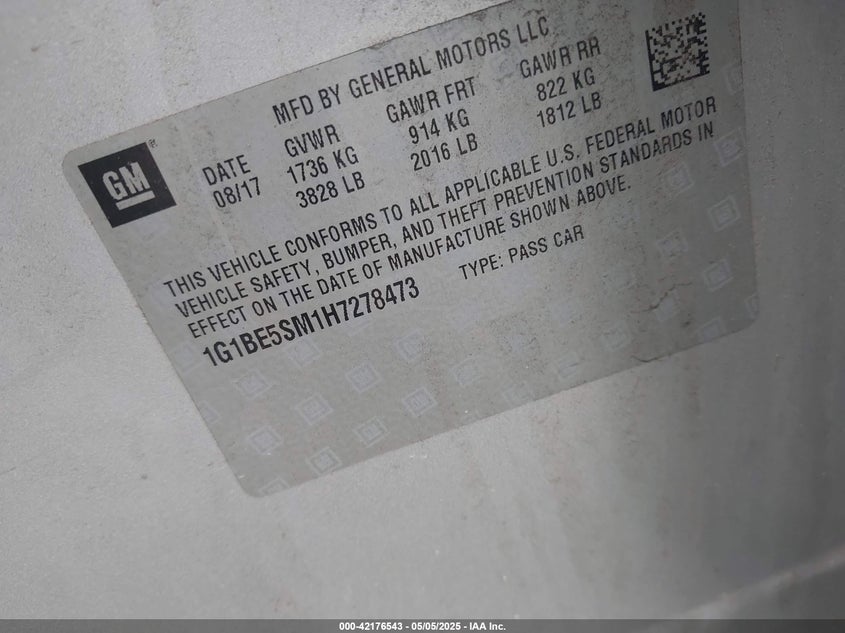 MFD BY GENERAL MOTORS LLC
GM®
DATE GVWR GAWR FRT GAWR RR
08/17 1736 KG 914 KG 822 KG
3828 LB 2016 LB 1812 LB
THIS VEHICLE CONFORMS TO ALL APPLICABLE U.S. FEDERAL MOTOR
VEHICLE SAFETY, BUMPER, AND THEFT PREVENTION STANDARDS IN
EFFECT ON THE DATE OF MANUFACTURE SHOWN ABOVE.
1G1BE5SM1H7278473 TYPE: PASS CAR
000-42176543 - 05/05/2025 - IAA Inc.